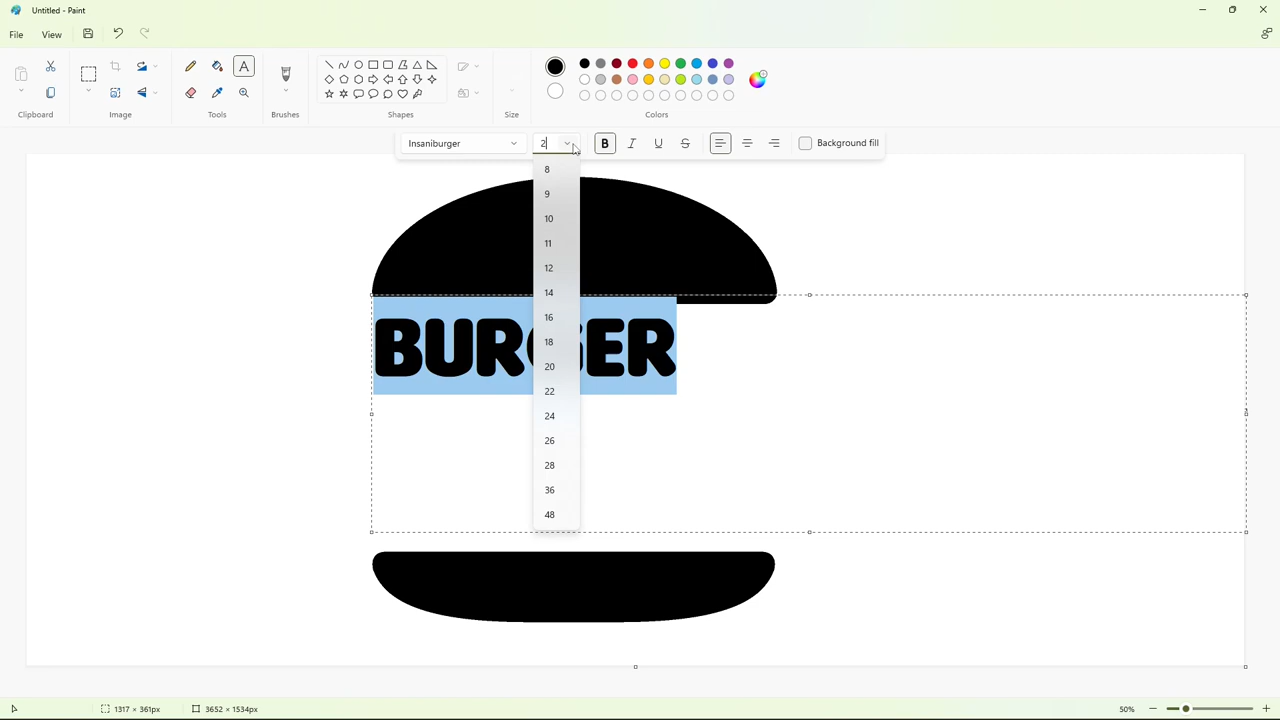 Untitled - Paint
File View
A
Clipboard Image Tools Brushes Shapes Size Colors
Insaniburger 2 B I U S Background fill
8
9
10
11
12
14
16
18
20
22
24
26
28
36
48
BURGER
1317 × 361px 3652 × 1534px 50%